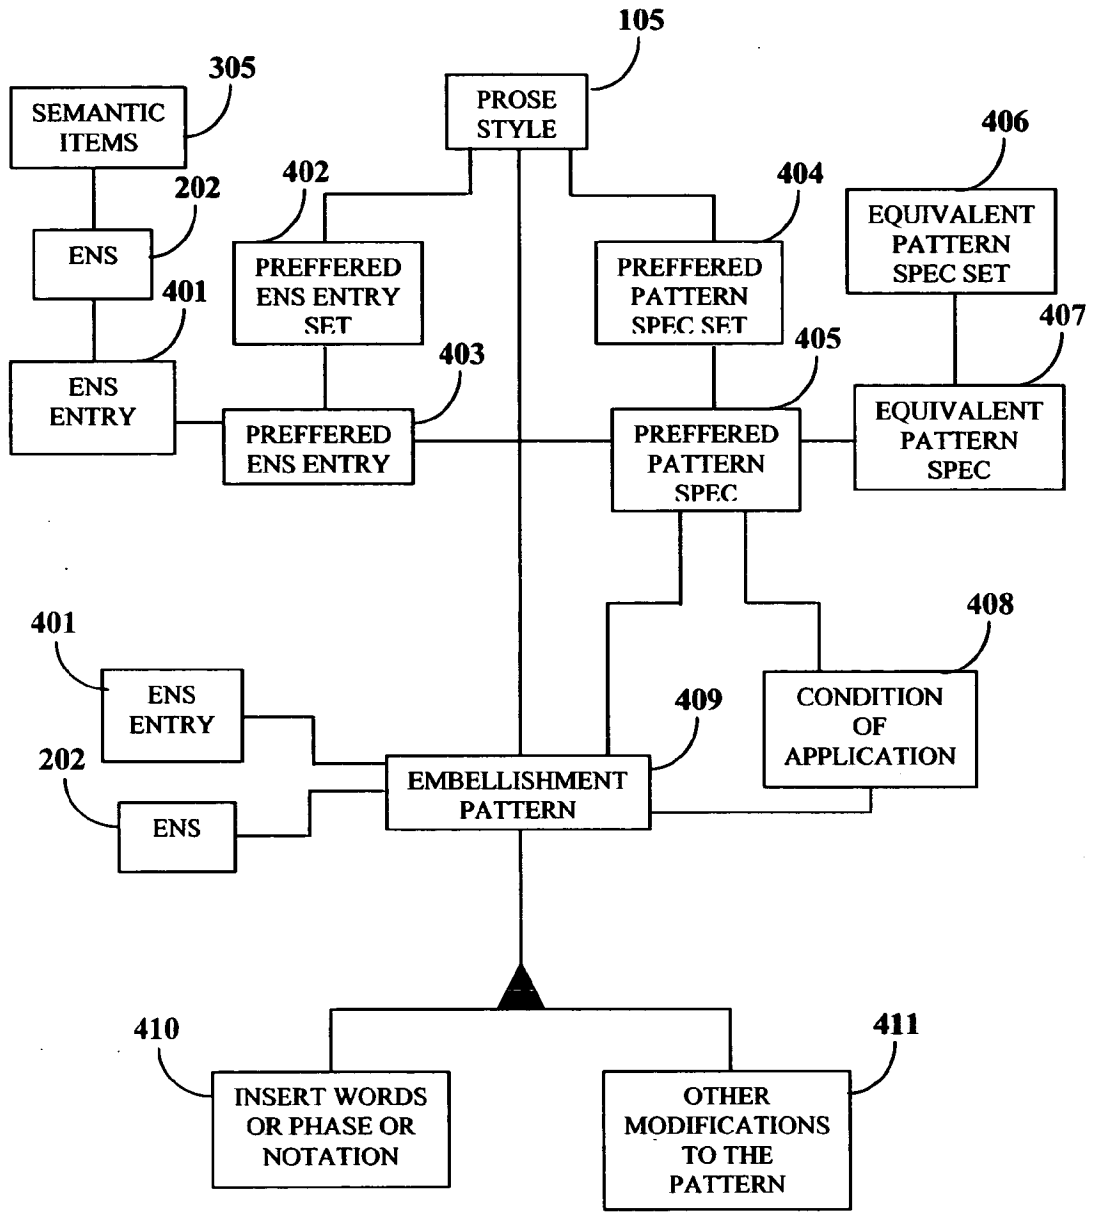 105
305
SEMANTIC
ITEMS
PROSE
STYLE
406
402
404
202
EQUIVALENT
PATTERN
SPEC SET
ENS
PREFFERED
ENS ENTRY
SET
PREFFERED
PATTERN
SPEC SET
401
407
405
403
ENS
ENTRY
EQUIVALENT
PATTERN
SPEC
PREFFERED
ENS ENTRY
PREFFERED
PATTERN
SPEC
408
401
ENS
ENTRY
CONDITION
OF
APPLICATION
409
202
EMBELLISHMENT
PATTERN
ENS
410
411
INSERT WORDS
OR PHASE OR
NOTATION
OTHER
MODIFICATIONS
TO THE
PATTERN